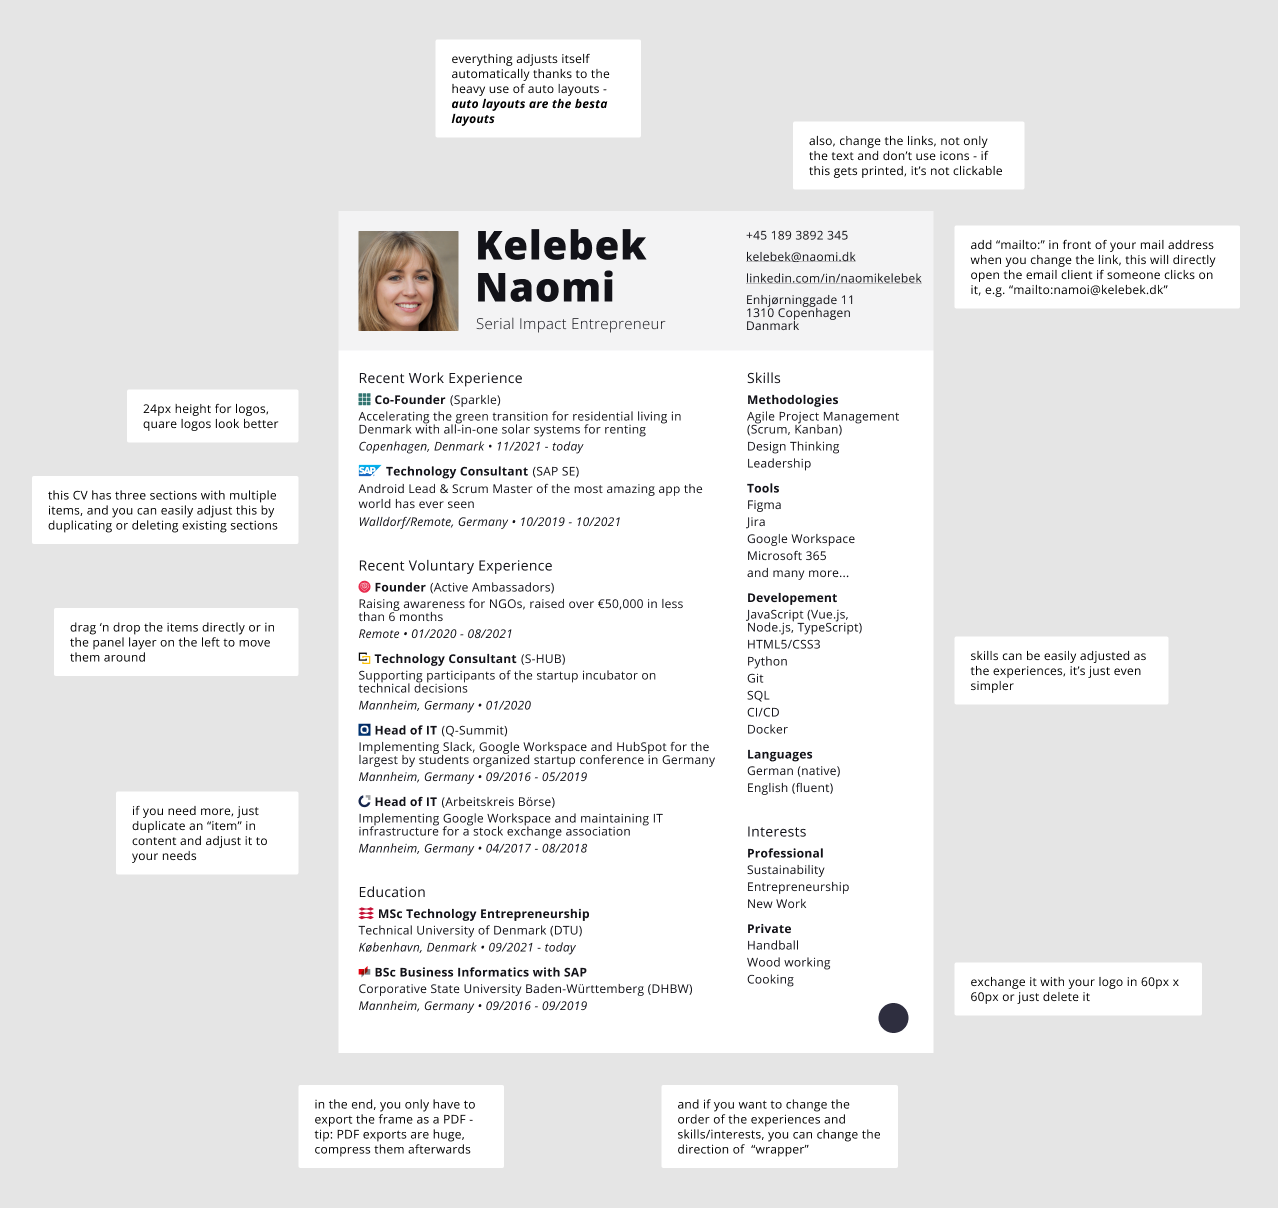 everything adjusts itself
automatically thanks to the
heavy use of auto layouts -
auto layouts are the besta
layouts
also, change the links, not only
the text and don't use icons - if
this gets printed, it's not clickable
Kelebek
Naomi
Serial Impact Entrepreneur
+45 189 3892 345
kelebek@naomi.dk
linkedin.com/in/naomikelebek
Enhjørninggade 11
1310 Copenhagen
Danmark
add “mailto:” in front of your mail address
when you change the link, this will directly
open the email client if someone clicks on
it, e.g. “mailto:namoi@kelebek.dk”
24px height for logos,
quare logos look better
this CV has three sections with multiple
items, and you can easily adjust this by
duplicating or deleting existing sections
drag ‘n drop the items directly or in
the panel layer on the left to move
them around
if you need more, just
duplicate an “item” in
content and adjust it to
your needs
Recent Work Experience
Co-Founder (Sparkle)
Accelerating the green transition for residential living in
Denmark with all-in-one solar systems for renting
Copenhagen, Denmark • 11/2021 - today
SAP Technology Consultant (SAP SE)
Android Lead & Scrum Master of the most amazing app the
world has ever seen
Walldorf/Remote, Germany • 10/2019 - 10/2021
Recent Voluntary Experience
Founder (Active Ambassadors)
Raising awareness for NGOs, raised over €50,000 in less
than 6 months
Remote • 01/2020 - 08/2021
Technology Consultant (S-HUB)
Supporting participants of the startup incubator on
technical decisions
Mannheim, Germany • 01/2020
Head of IT (Q-Summit)
Implementing Slack, Google Workspace and HubSpot for the
largest by students organized startup conference in Germany
Mannheim, Germany • 09/2016 - 05/2019
Head of IT (Arbeitskreis Börse)
Implementing Google Workspace and maintaining IT
infrastructure for a stock exchange association
Mannheim, Germany • 04/2017 - 08/2018
Education
MSc Technology Entrepreneurship
Technical University of Denmark (DTU)
København, Denmark • 09/2021 - today
BSc Business Informatics with SAP
Corporative State University Baden-Württemberg (DHBW)
Mannheim, Germany • 09/2016 - 09/2019
Skills
Methodologies
Agile Project Management
(Scrum, Kanban)
Design Thinking
Leadership
Tools
Figma
Jira
Google Workspace
Microsoft 365
and many more...
Developement
JavaScript (Vue.js,
Node.js, TypeScript)
HTML5/CSS3
Python
Git
SQL
CI/CD
Docker
Languages
German (native)
English (fluent)
Interests
Professional
Sustainability
Entrepreneurship
New Work
Private
Handball
Wood working
Cooking
skills can be easily adjusted as
the experiences, it's just even
simpler
exchange it with your logo in 60px x
60px or just delete it
in the end, you only have to
export the frame as a PDF -
tip: PDF exports are huge,
compress them afterwards
and if you want to change the
order of the experiences and
skills/interests, you can change the
direction of “wrapper”